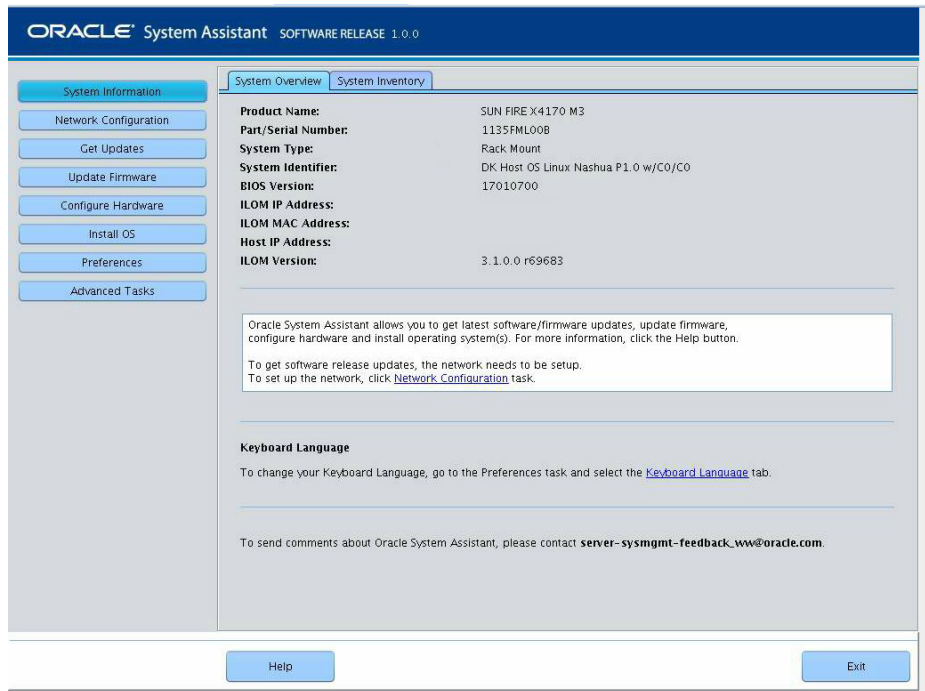 ORACLE System Assistant SOFTWARE RELEASE 1.0.0
System Information
Network Configuration
Get Updates
Update Firmware
Configure Hardware
Install OS
Preferences
Advanced Tasks
System Overview System Inventory
Product Name: SUN FIRE X4170 M3
Part/Serial Number: 1135FML00B
System Type: Rack Mount
System Identifier: DK Host OS Linux Nashua P1.0 w/C0/C0
BIOS Version: 17010700
ILOM IP Address:
ILOM MAC Address:
Host IP Address:
ILOM Version: 3.1.0.0 r69683
Oracle System Assistant allows you to get latest software/firmware updates, update firmware,
configure hardware and install operating system(s). For more information, click the Help button.
To get software release updates, the network needs to be setup.
To set up the network, click Network Configuration task.
Keyboard Language
To change your Keyboard Language, go to the Preferences task and select the Keyboard Language tab.
To send comments about Oracle System Assistant, please contact server-sysmgmt-feedback_ww@oracle.com.
Help
Exit